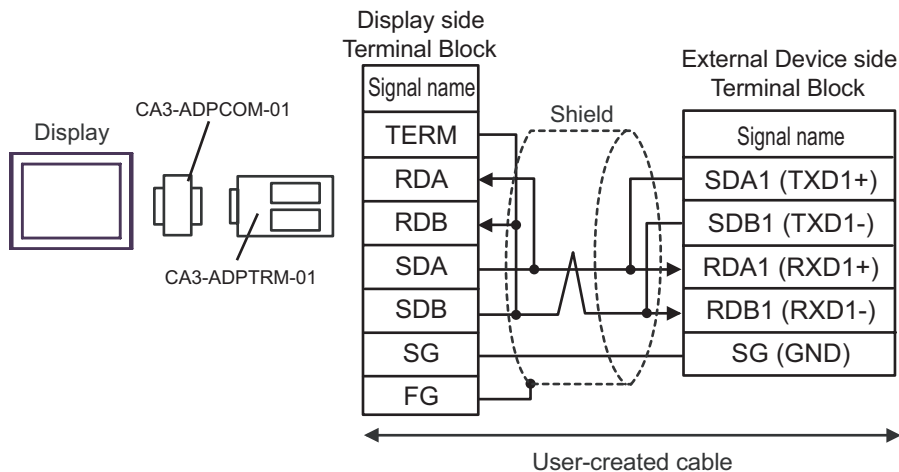 Display side
Terminal Block
External Device side
Terminal Block
Signal name
TERM
RDA
RDB
SDA
SDB
SG
FG
Shield
Signal name
SDA1 (TXD1+)
SDB1 (TXD1-)
RDA1 (RXD1+)
RDB1 (RXD1-)
SG (GND)
Display
CA3-ADPCOM-01
CA3-ADPTRM-01
User-created cable